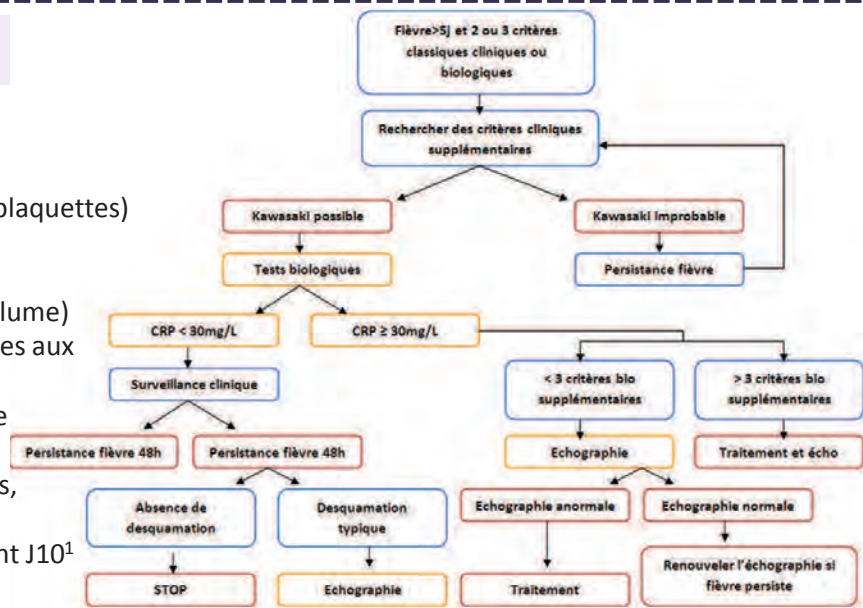 plaquettes)
lume)
es aux
e
s,
nt J10¹
Fièvre>5j et 2 ou 3 critères
classiques cliniques ou
biologiques
Rechercher des critères cliniques
supplémentaires
Kawasaki possible
Kawasaki improbable
Tests biologiques
Persistance fièvre
CRP < 30mg/L
CRP ≥ 30mg/L
Surveillance clinique
< 3 critères bio
supplémentaires
> 3 critères bio
supplémentaires
Persistance fièvre 48h
Persistance fièvre 48h
Echographie
Traitement et écho
Absence de
desquamation
Desquamation
typique
Echographie anormale
Echographie normale
STOP
Echographie
Traitement
Renouveler l'échographie si
fièvre persiste